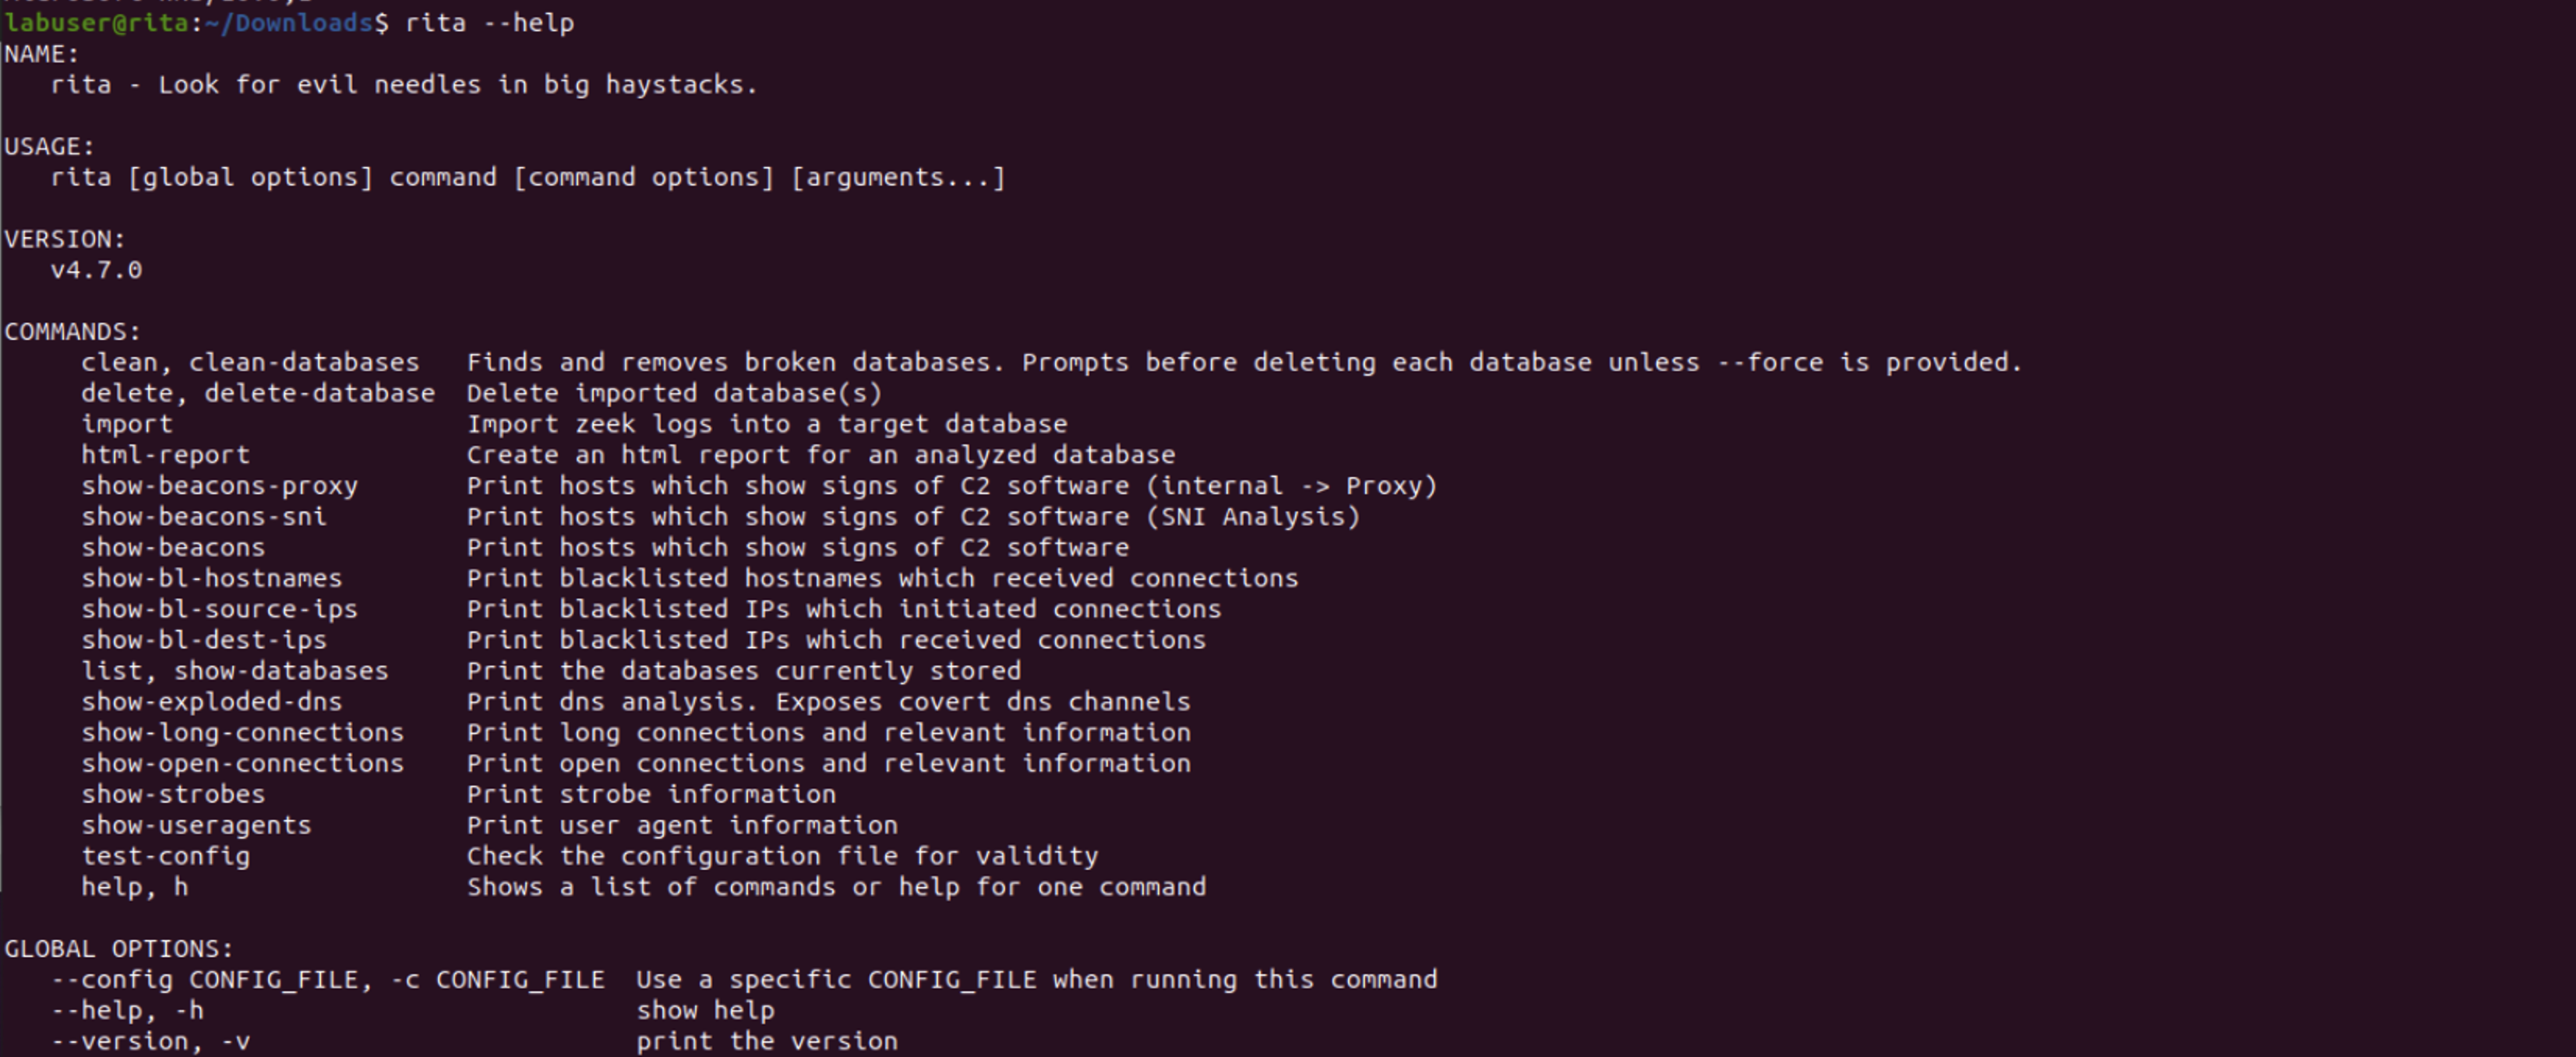 labuser@rita:~/Downloads$ rita --help
NAME:
   rita - Look for evil needles in big haystacks.

USAGE:
   rita [global options] command [command options] [arguments...]

VERSION:
   v4.7.0

COMMANDS:
     clean, clean-databases   Finds and removes broken databases. Prompts before deleting each database unless --force is provided.
     delete, delete-database  Delete imported database(s)
     import                   Import zeek logs into a target database
     html-report              Create an html report for an analyzed database
     show-beacons-proxy       Print hosts which show signs of C2 software (internal -> Proxy)
     show-beacons-sni         Print hosts which show signs of C2 software (SNI Analysis)
     show-beacons             Print hosts which show signs of C2 software
     show-bl-hostnames        Print blacklisted hostnames which received connections
     show-bl-source-ips       Print blacklisted IPs which initiated connections
     show-bl-dest-ips         Print blacklisted IPs which received connections
     list, show-databases     Print the databases currently stored
     show-exploded-dns        Print dns analysis. Exposes covert dns channels
     show-long-connections    Print long connections and relevant information
     show-open-connections    Print open connections and relevant information
     show-strobes             Print strobe information
     show-useragents          Print user agent information
     test-config              Check the configuration file for validity
     help, h                  Shows a list of commands or help for one command

GLOBAL OPTIONS:
   --config CONFIG_FILE, -c CONFIG_FILE  Use a specific CONFIG_FILE when running this command
   --help, -h                            show help
   --version, -v                         print the version